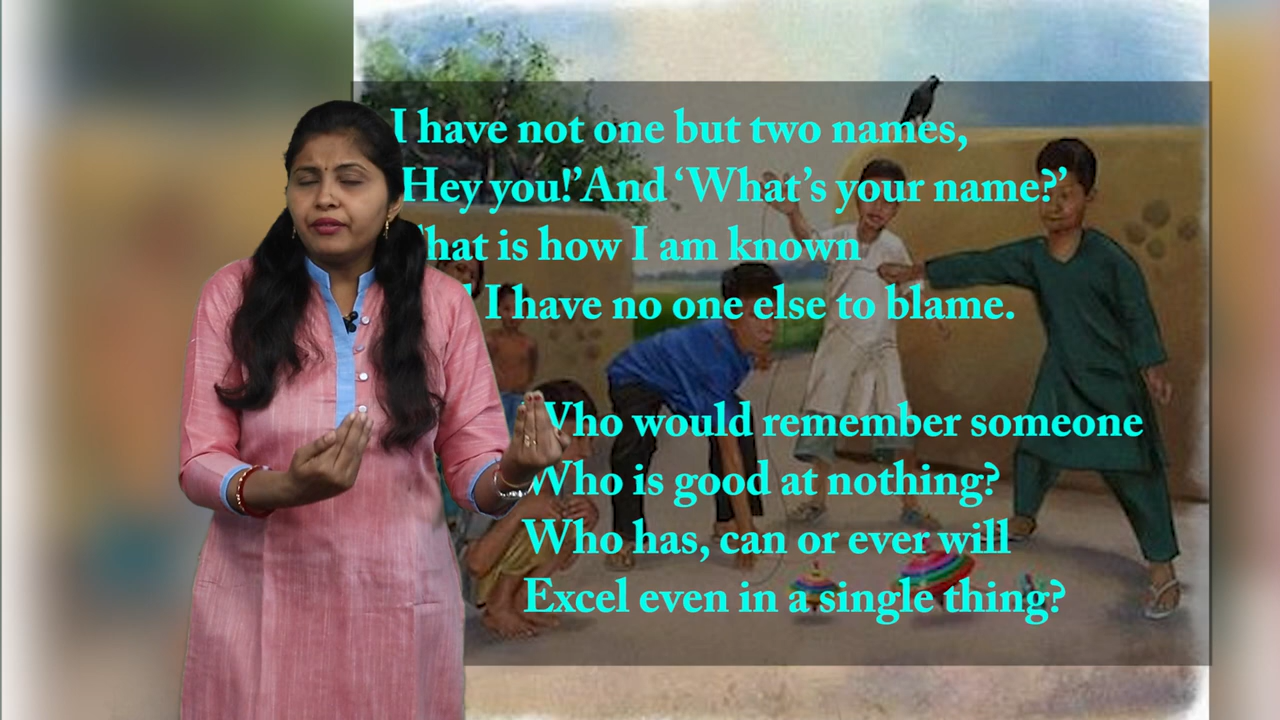 I have not one but two names,
Hey you!’ And ‘What’s your name?’
hat is how I am known
I have no one else to blame.
Who would remember someone
Who is good at nothing?
Who has, can or ever will
Excel even in a single thing?